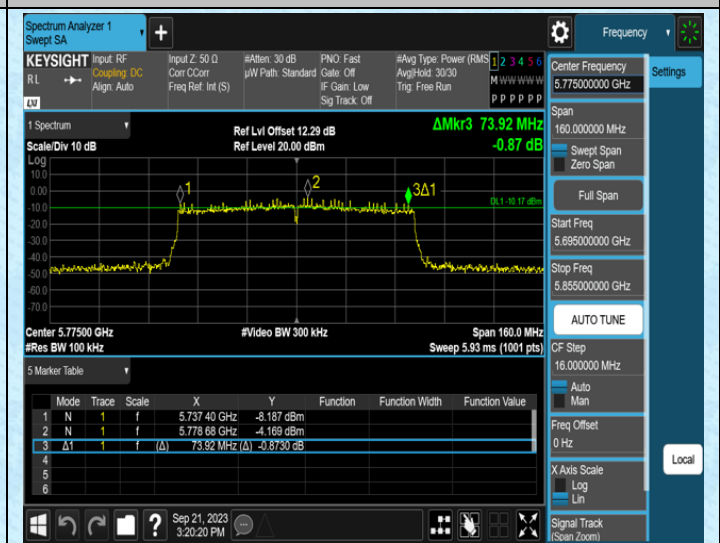 Spectrum Analyzer 1
Swept SA
+
Frequency
KEYSIGHT Input: RF Input Z: 50 Ω #Atten: 30 dB PNO: Fast #Avg Type: Power (RMS 1 2 3 4 5 6
RL Coupling: DC Corr CCorr µW Path: Standard Gate: Off Avg|Hold: 30/30 M W W W W W
Align: Auto Freq Ref: Int (S) IF Gain: Low Trig: Free Run
Sig Track: Off P P P P P P
LXI
1 Spectrum
Scale/Div 10 dB
Ref Lvl Offset 12.29 dB
Ref Level 20.00 dBm
ΔMkr3 73.92 MHz
-0.87 dB
Log
10.0
0.00
-10.0
-20.0
-30.0
-40.0
-50.0
-60.0
-70.0
1
2
3Δ1
DL1 -10.17 dBm
Center 5.77500 GHz #Video BW 300 kHz Span 160.0 MHz
#Res BW 100 kHz Sweep 5.93 ms (1001 pts)
5 Marker Table
Mode Trace Scale X Y Function Function Width Function Value
1 N 1 f 5.737 40 GHz -8.187 dBm
2 N 1 f 5.778 68 GHz -4.169 dBm
3 Δ1 1 f (Δ) 73.92 MHz (Δ) -0.8730 dB
4
5
6
Sep 21, 2023
3:20:20 PM
?
Center Frequency
5.775000000 GHz
Settings
Span
160.000000 MHz
Swept Span
Zero Span
Full Span
Start Freq
5.695000000 GHz
Stop Freq
5.855000000 GHz
AUTO TUNE
CF Step
16.000000 MHz
Auto
Man
Freq Offset
0 Hz
Local
X Axis Scale
Log
Lin
Signal Track
(Span Zoom)